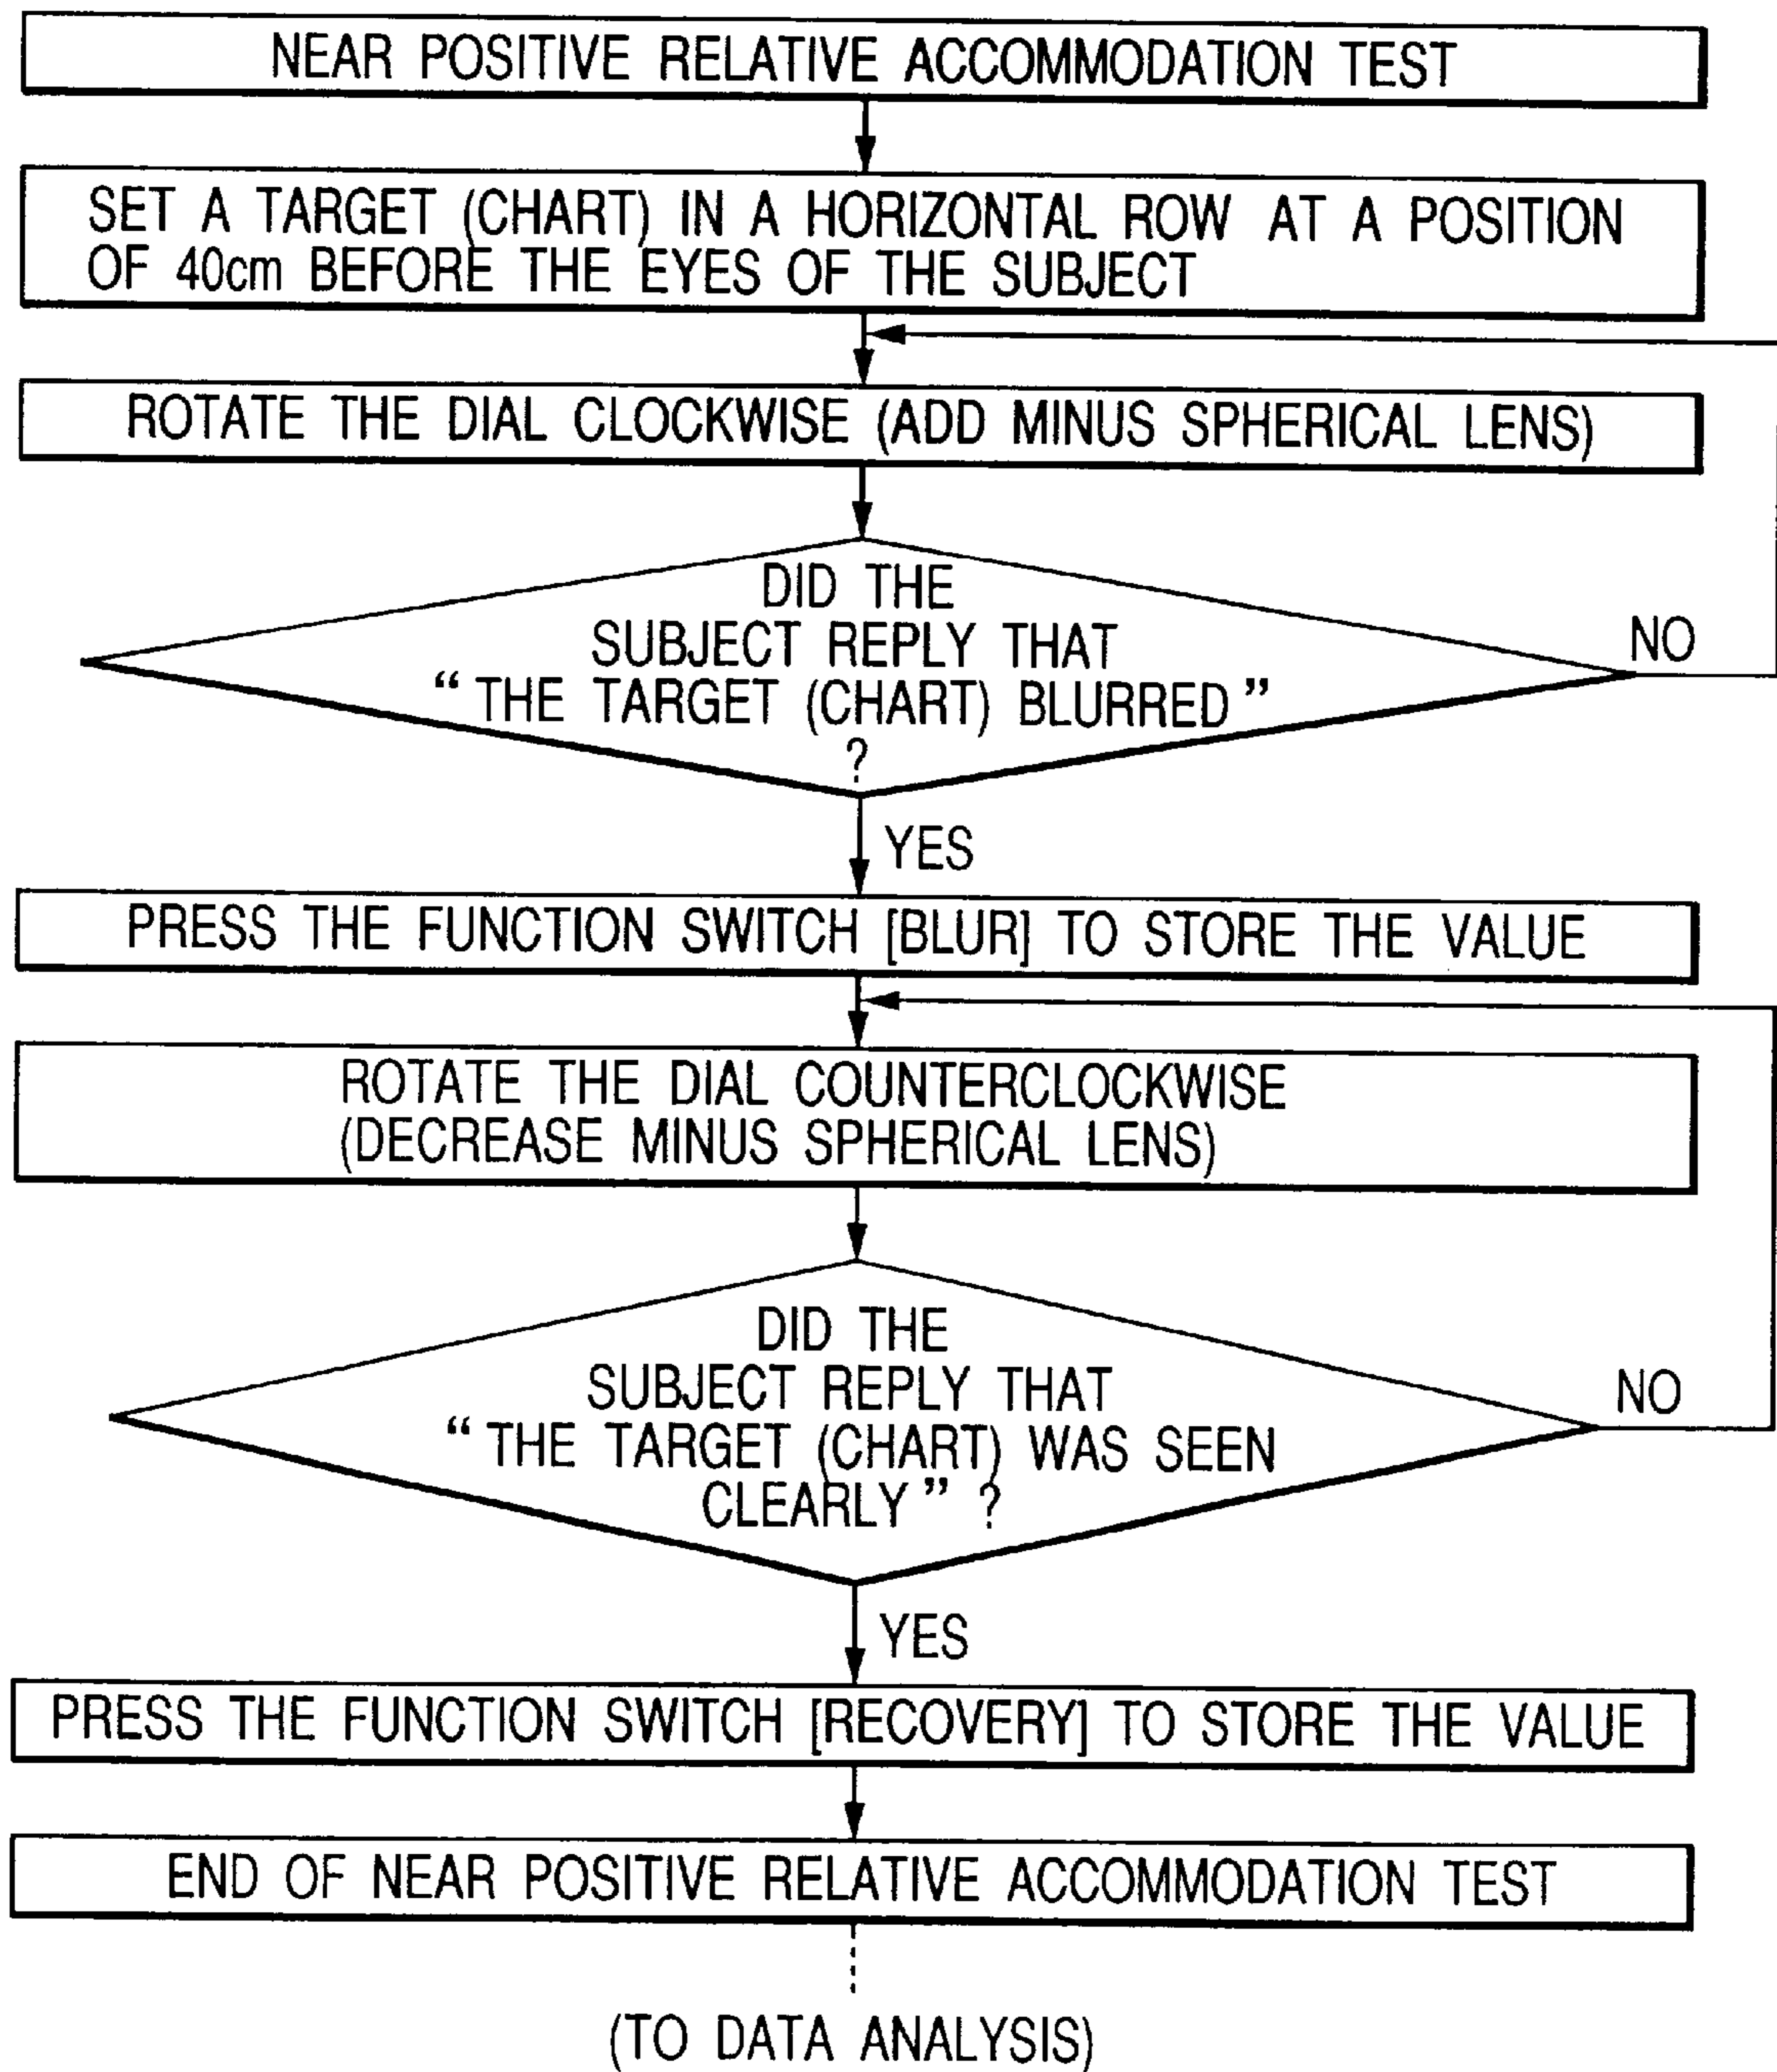 NEAR POSITIVE RELATIVE ACCOMMODATION TEST
SET A TARGET (CHART) IN A HORIZONTAL ROW AT A POSITION
OF 40cm BEFORE THE EYES OF THE SUBJECT
ROTATE THE DIAL CLOCKWISE (ADD MINUS SPHERICAL LENS)
DID THE
SUBJECT REPLY THAT
“ THE TARGET (CHART) BLURRED ”
?
NO
YES
PRESS THE FUNCTION SWITCH [BLUR] TO STORE THE VALUE
ROTATE THE DIAL COUNTERCLOCKWISE
(DECREASE MINUS SPHERICAL LENS)
DID THE
SUBJECT REPLY THAT
“ THE TARGET (CHART) WAS SEEN
CLEARLY ” ?
NO
YES
PRESS THE FUNCTION SWITCH [RECOVERY] TO STORE THE VALUE
END OF NEAR POSITIVE RELATIVE ACCOMMODATION TEST
(TO DATA ANALYSIS)